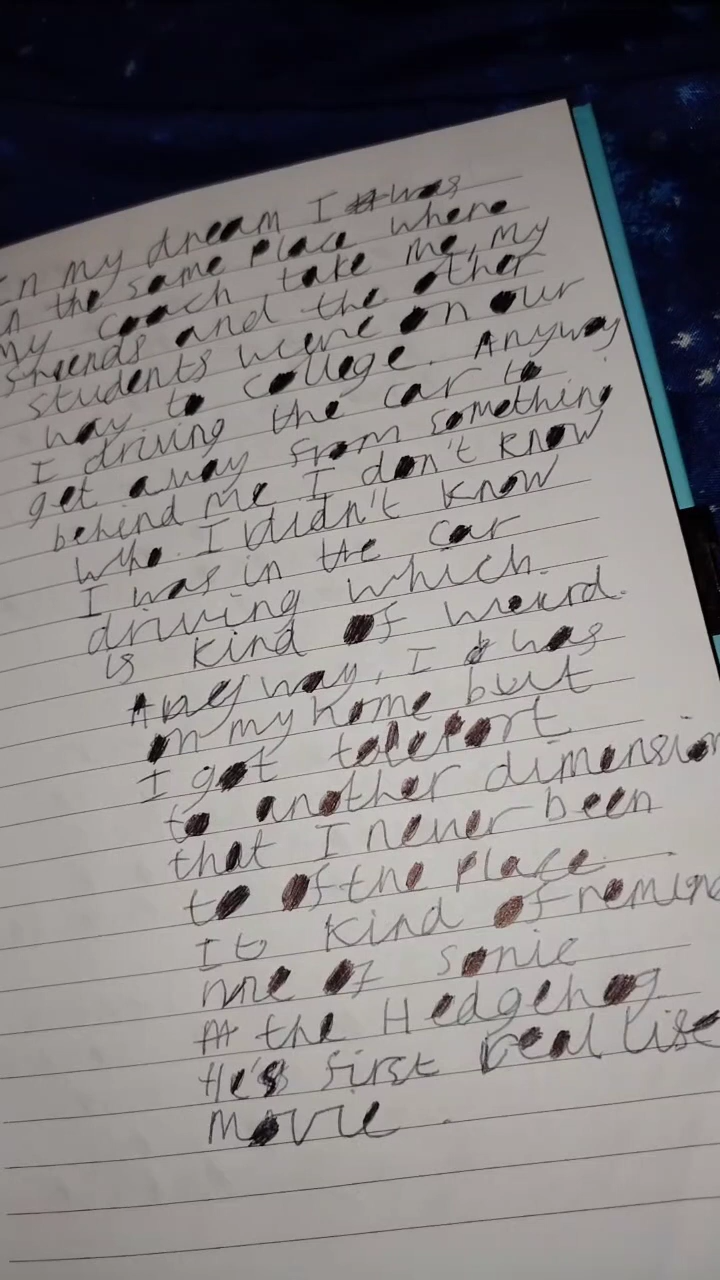 In my dream I was
in the same place where
my coach take me, my
friends and the other
students were on our
way to college. Anyway
I driving the car to
get away from something
behind me I don't know
who. I didn't know
I was in the car
driving which
is kind of weird.
Anyway, I was
in my home but
I got teleport
to another dimension
that I never been
to of the place.
It kind of remind
me of sonic
the Hedgehog
He's first real life
movie.